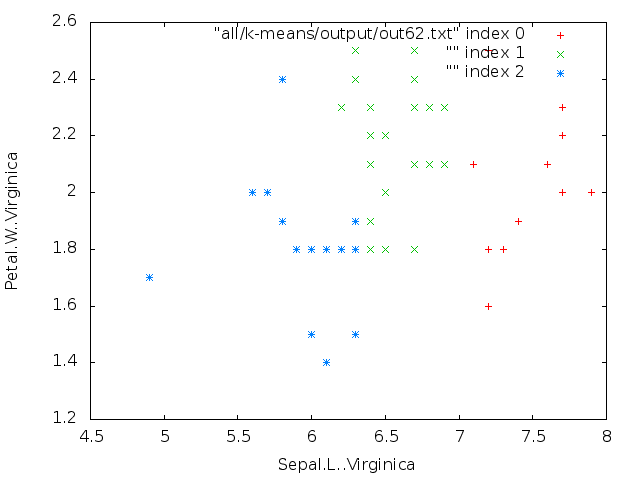 "all/k-means/output/out62.txt" index 0
"" index 1
"" index 2
2.6
2.4
2.2
2
1.8
1.6
1.4
1.2
4.5 5 5.5 6 6.5 7 7.5 8
Petal.W..Virginica
Sepal.L..Virginica